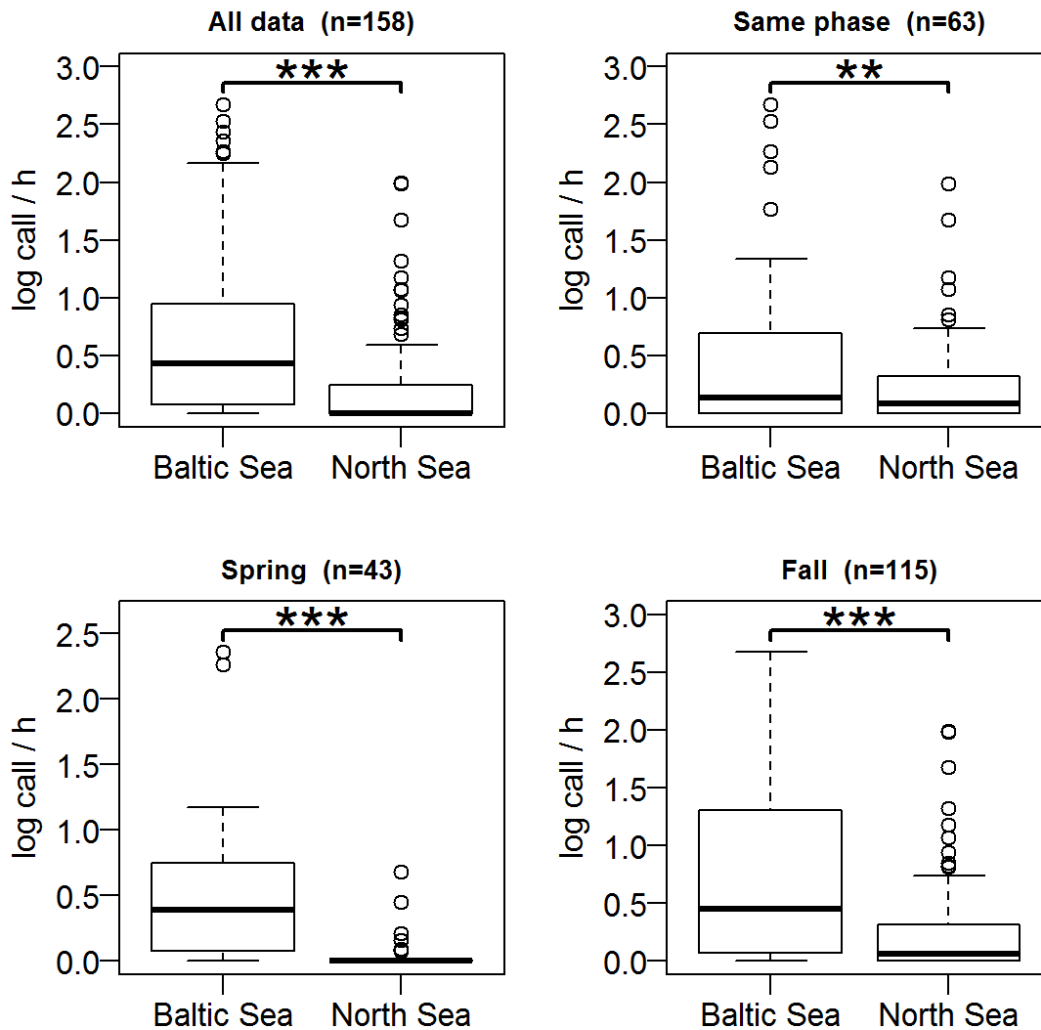 All data (n=158)
***
3.0
2.5
2.0
1.5
1.0
0.5
0.0
log call / h
Baltic Sea North Sea
Same phase (n=63)
**
3.0
2.5
2.0
1.5
1.0
0.5
0.0
log call / h
Baltic Sea North Sea
Spring (n=43)
***
2.5
2.0
1.5
1.0
0.5
0.0
log call / h
Baltic Sea North Sea
Fall (n=115)
***
3.0
2.5
2.0
1.5
1.0
0.5
0.0
log call / h
Baltic Sea North Sea